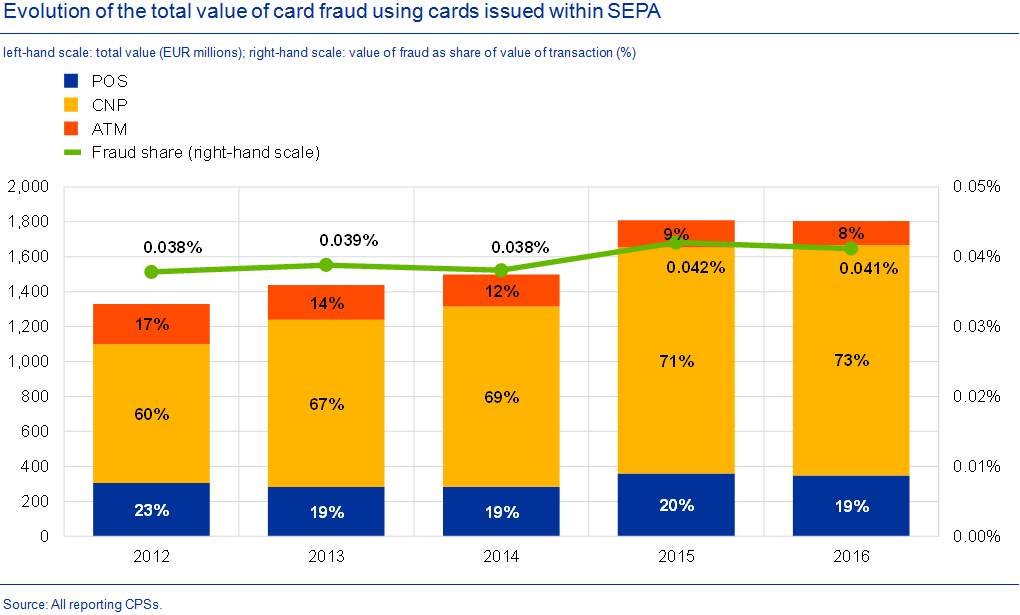 Evolution of the total value of card fraud using cards issued within SEPA
left-hand scale: total value (EUR millions); right-hand scale: value of fraud as share of value of transaction (%)
POS
CNP
ATM
Fraud share (right-hand scale)
2,000 0.05%
1,800
0.038% 0.039% 0.038% 9% 8%
1,600 0.04%
0.042% 0.041%
1,400
17% 14% 12%
1,200 0.03%
1,000
71% 73%
800 0.02%
60% 67% 69%
600
400 0.01%
200
23% 19% 19% 20% 19%
0 0.00%
2012 2013 2014 2015 2016
Source: All reporting CPSs.